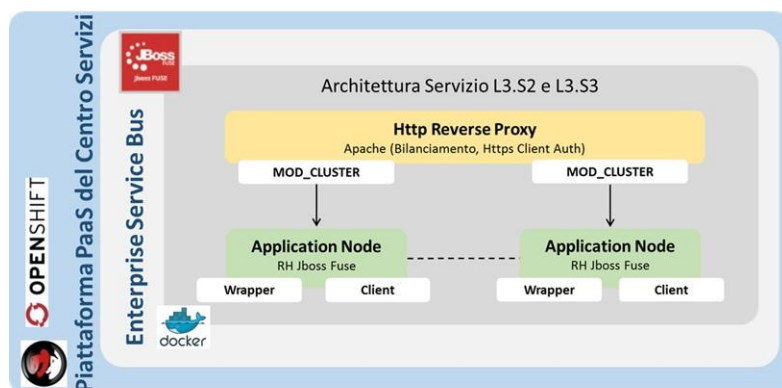 OPENSHIFT
Piattaforma PaaS del Centro Servizi
Enterprise Service Bus
JBoss
FUSE
Jboss FUSE
docker
Architettura Servizio L3.S2 e L3.S3
Http Reverse Proxy
Apache (Bilanciamento, Https Client Auth)
MOD_CLUSTER
MOD_CLUSTER
Application Node
RH Jboss Fuse
Wrapper
Client
Application Node
RH Jboss Fuse
Wrapper
Client